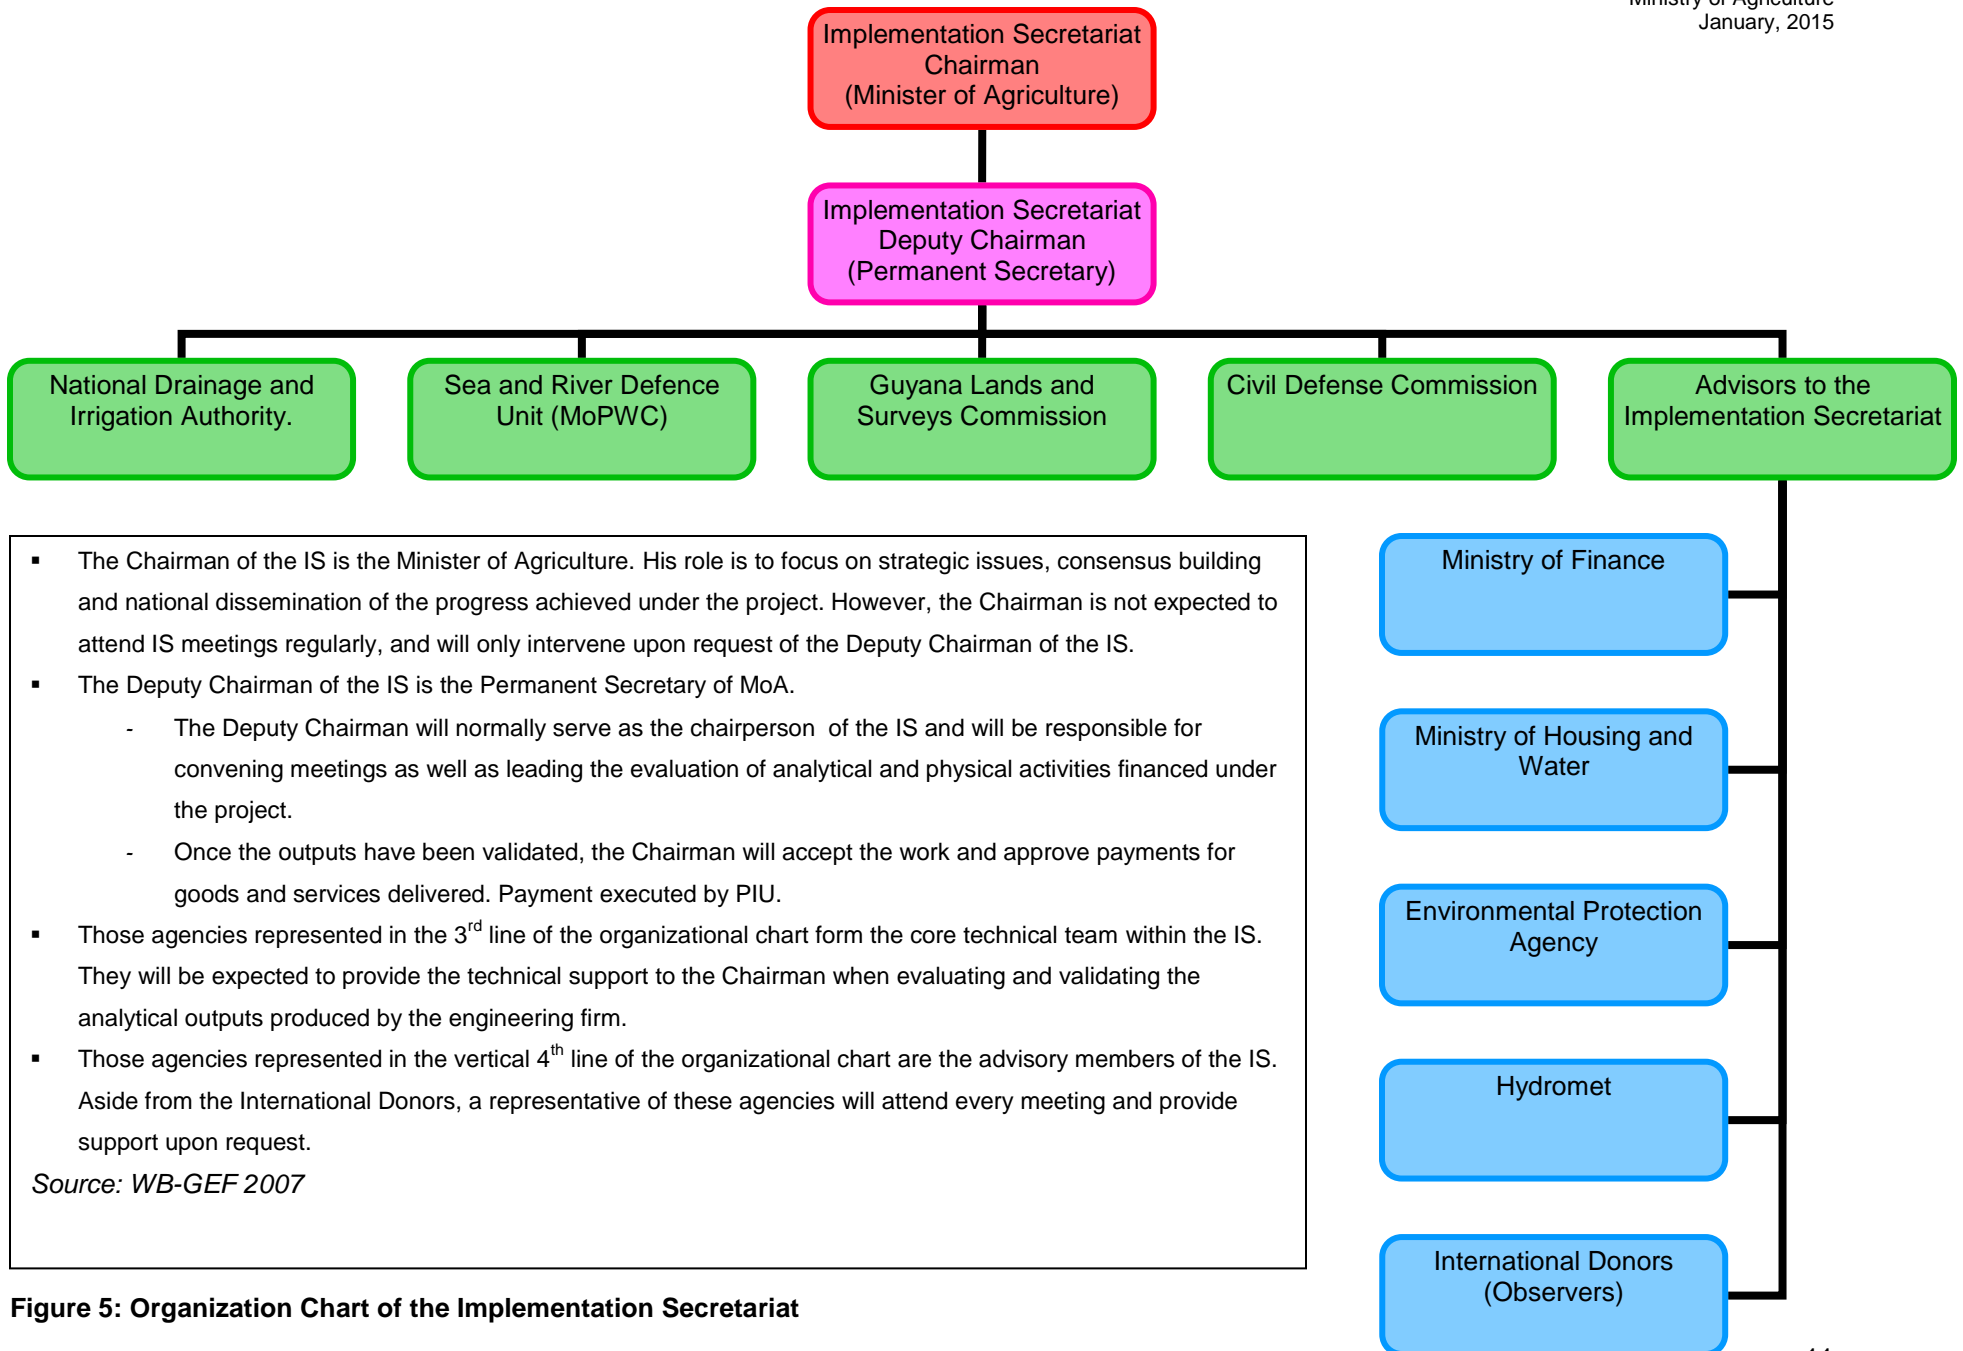 Ministry of Agriculture
January, 2015
Implementation Secretariat
Chairman
(Minister of Agriculture)
Implementation Secretariat
Deputy Chairman
(Permanent Secretary)
National Drainage and
Irrigation Authority.
Sea and River Defence
Unit (MoPWC)
Guyana Lands and
Surveys Commission
Civil Defense Commission
Advisors to the
Implementation Secretariat
▪ The Chairman of the IS is the Minister of Agriculture. His role is to focus on strategic issues, consensus building
and national dissemination of the progress achieved under the project. However, the Chairman is not expected to
attend IS meetings regularly, and will only intervene upon request of the Deputy Chairman of the IS.
▪ The Deputy Chairman of the IS is the Permanent Secretary of MoA.
- The Deputy Chairman will normally serve as the chairperson of the IS and will be responsible for
convening meetings as well as leading the evaluation of analytical and physical activities financed under
the project.
- Once the outputs have been validated, the Chairman will accept the work and approve payments for
goods and services delivered. Payment executed by PIU.
▪ Those agencies represented in the 3rd line of the organizational chart form the core technical team within the IS.
They will be expected to provide the technical support to the Chairman when evaluating and validating the
analytical outputs produced by the engineering firm.
▪ Those agencies represented in the vertical 4th line of the organizational chart are the advisory members of the IS.
Aside from the International Donors, a representative of these agencies will attend every meeting and provide
support upon request.
Source: WB-GEF 2007
Ministry of Finance
Ministry of Housing and
Water
Environmental Protection
Agency
Hydromet
International Donors
(Observers)
Figure 5: Organization Chart of the Implementation Secretariat